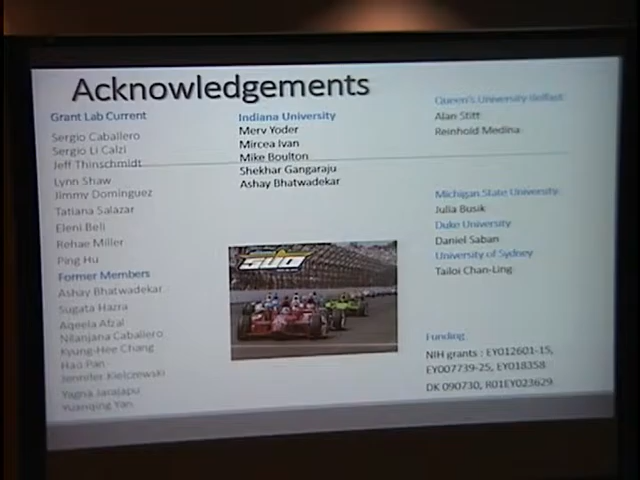 Acknowledgements
Grant Lab Current
Sergio Caballero
Sergio Li Calzi
Jeff Thinschmidt
Lynn Shaw
Jimmy Dominguez
Tatiana Salazar
Eleni Beli
Rehae Miller
Ping Hu
Former Members
Ashay Bhatwadekar
Sugata Hazra
Aqeela Afzal
Nilanjana Caballero
Kyung-Hee Chang
Hao Pan
Jennifer Kielczewski
Yagna Jarajapu
Yuanqing Yan
Indiana University
Merv Yoder
Mircea Ivan
Mike Boulton
Shekhar Gangaraju
Ashay Bhatwadekar
500
Queen's University Belfast
Alan Stitt
Reinhold Medina
Michigan State University
Julia Busik
Duke University
Daniel Saban
University of Sydney
Tailoi Chan-Ling
Funding
NIH grants : EY012601-15,
EY007739-25, EY018358
DK 090730, R01EY023629